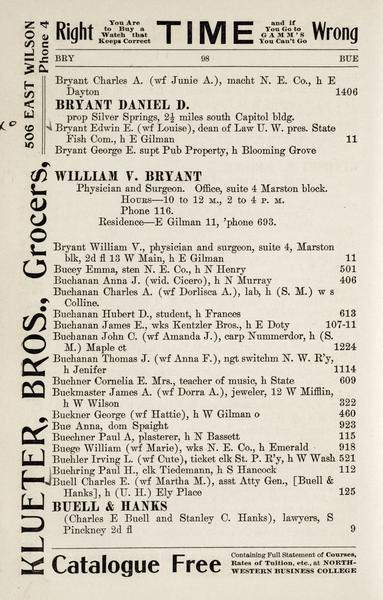 Right You Are to Buy a Watch that Keeps Correct TIME and if You Go to GAMM'S You Can't Go Wrong
BRY 98 BUE
Bryant Charles A. (wf Junie A.), macht N. E. Co., h E
Dayton 1406
BRYANT DANIEL D.
prop Silver Springs, 2½ miles south Capitol bldg.
Bryant Edwin E. (wf Louise), dean of Law U. W. pres. State
Fish Com., h E Gilman 11
Bryant George E. supt Pub Property, h Blooming Grove
WILLIAM V. BRYANT
Physician and Surgeon. Office, suite 4 Marston block.
HOURS—10 to 12 M., 2 to 4 P. M.
Phone 116.
Residence—E Gilman 11, 'phone 693.
Bryant William V., physician and surgeon, suite 4, Marston
blk, 2d fl 13 W Main, h E Gilman 11
Bucey Emma, sten N. E. Co., h N Henry 501
Buchanan Anna J. (wid. Cicero), h N Murray 406
Buchanan Charles A. (wf Dorlisca A.), lab, h (S. M.) w s
Colline.
Buchanan Hubert D., student, h Frances 613
Buchanan James E., wks Kentzler Bros., h E Doty 107-11
Buchanan John C. (wf Amanda J.), carp Nummerdor, h (S.
M.) Maple ct 1224
Buchanan Thomas J. (wf Anna F.), ngt switchm N. W. R'y,
h Jenifer 1114
Buchner Cornelia E. Mrs., teacher of music, h State 609
Buckmaster James A. (wf Dorra A.), jeweler, 12 W Mifflin,
h W Wilson 322
Buckner George (wf Hattie), h W Gilman o 460
Bue Anna, dom Spaight 923
Buechner Paul A, plasterer, h N Bassett 115
Buege William (wf Marie), wks N. E. Co., h Emerald 918
Buehler Irving L. (wf Cute), ticket clk St. P. R'y, h W Wash 521
Buehring Paul H., clk Tiedemann, h S Hancock 112
Buell Charles E. (wf Martha M.), asst Atty Gen., [Buell &
Hanks], h (U. H.) Ely Place 125
BUELL & HANKS
(Charles E Buell and Stanley C. Hanks), lawyers, S
Pinckney 2d fl 9
Catalogue Free Containing Full Statement of Courses, Rates of Tuition, etc., at NORTH-WESTERN BUSINESS COLLEGE
KLUETER, BROS., Grocers, 506 EAST WILSON Phone 4